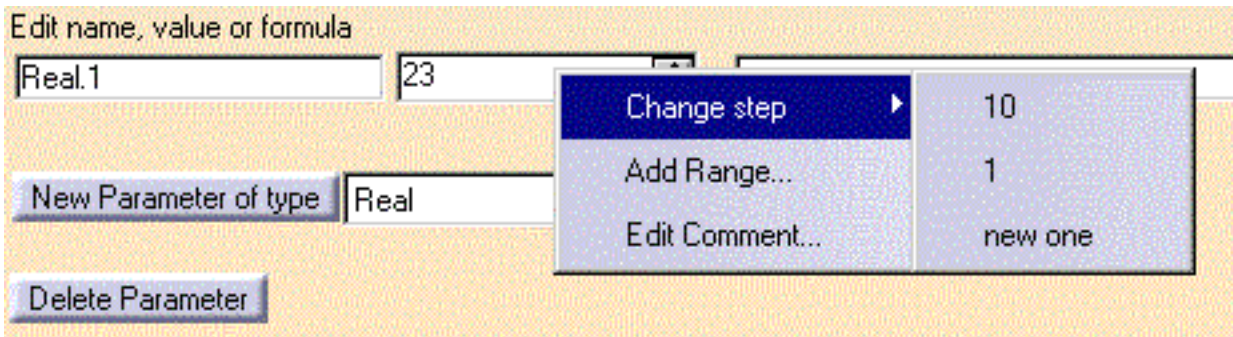 Edit name, value or formula
Real.1 23
Change step 10
Add Range... 1
New Parameter of type Real
Edit Comment... new one
Delete Parameter